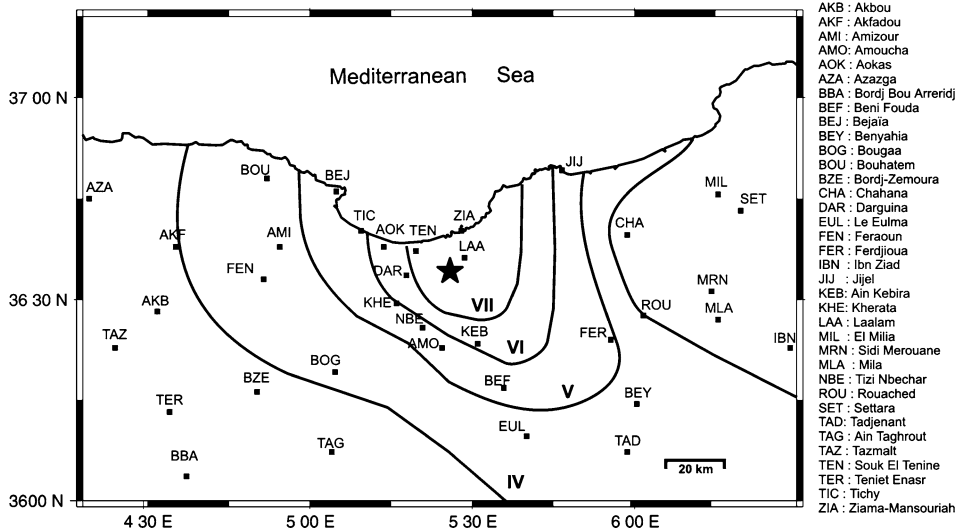 Mediterranean Sea
37 00 N
36.30 N
36 00 N
4 30 E
5 00 E
5 30 E
6 00 E
JIJ
BOU
BEJ
AZA
MIL
SET
TIC
AOK
TEN
ZIA
CHA
AKF
AMI
LAA
FEN
DAR
MRN
AKB
KHE
VII
ROU
MLA
NBE
TAZ
AMO
KEB
VI
FER
IBN
BOG
BZE
BEF
V
BEY
TER
EUL
TAG
TAD
BBA
IV
20 km
AKB : Akbou
AKF : Akfadou
AMI : Amizour
AMO: Amoucha
AOK : Aokas
AZA : Azazga
BBA : Bordj Bou Arreridj
BEF : Beni Fouda
BEJ : Bejaïa
BEY : Benyahia
BOG : Bougaa
BOU : Bouhatem
BZE : Bordj-Zemoura
CHA : Chahana
DAR : Darguina
EUL : Le Eulma
FEN : Feraoun
FER : Ferdjioua
IBN : Ibn Ziad
JIJ : Jijel
KEB: Ain Kebira
KHE: Kherata
LAA : Laalam
MIL : El Milia
MRN : Sidi Merouane
MLA : Mila
NBE : Tizi Nbechar
ROU : Rouached
SET : Settara
TAD: Tadjenant
TAG : Ain Taghrout
TAZ : Tazmalt
TEN : Souk El Tenine
TER : Teniet Enasr
TIC : Tichy
ZIA : Ziama-Mansouriah